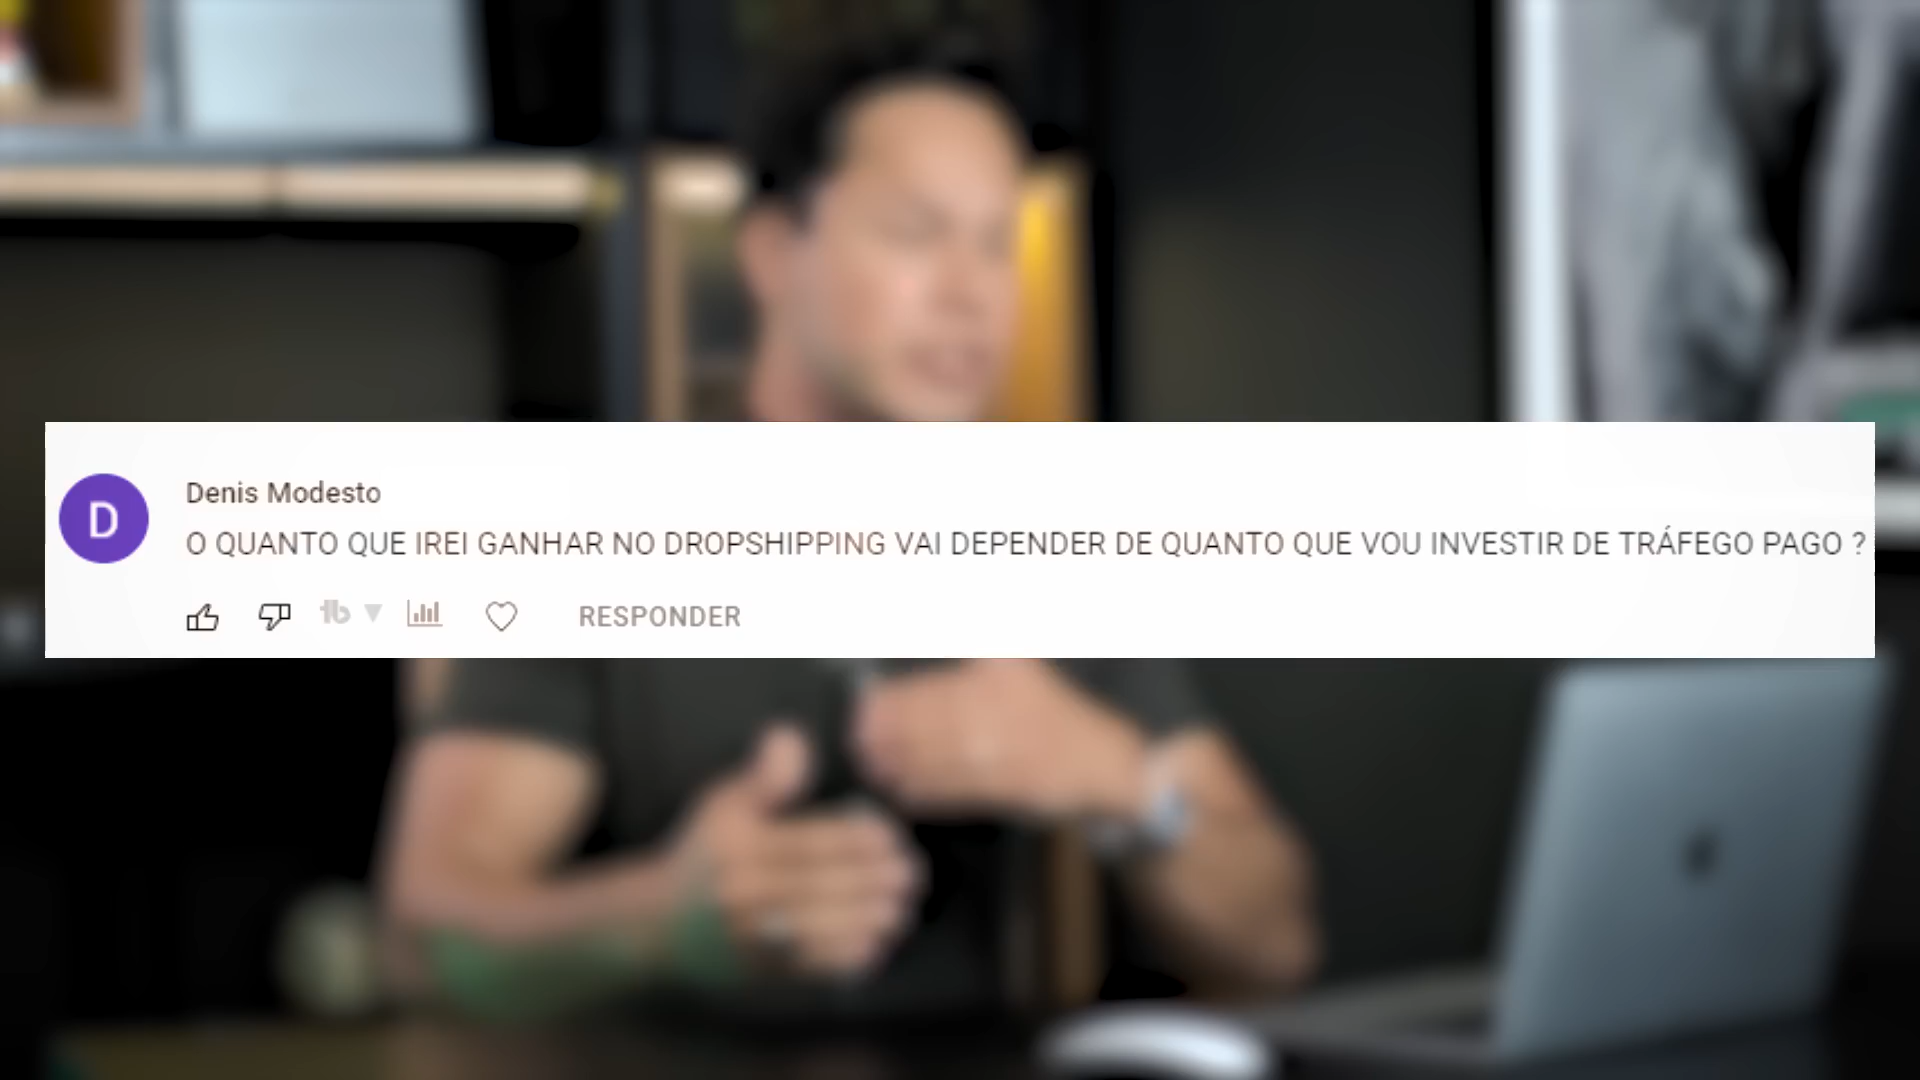 D
Denis Modesto
O QUANTO QUE IREI GANHAR NO DROPSHIPPING VAI DEPENDER DE QUANTO QUE VOU INVESTIR DE TRÁFEGO PAGO ?
tb
RESPONDER